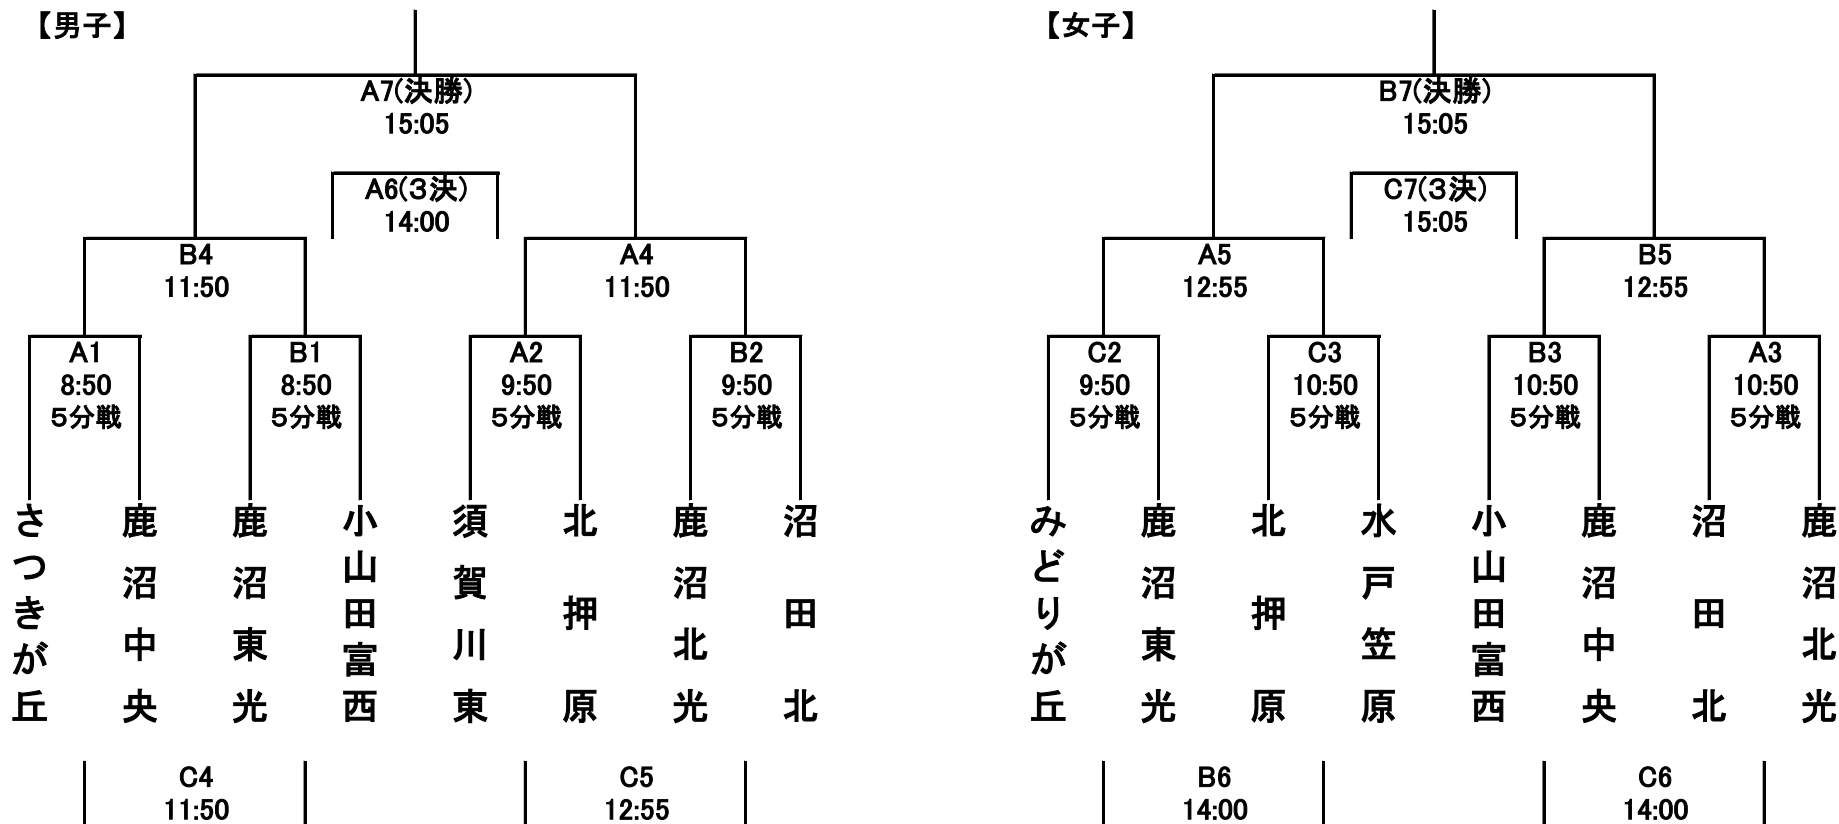 【男子】
A7(決勝)
15:05
A6(３決)
14:00
B4
11:50
A4
11:50
A1
8:50
５分戦
B1
8:50
５分戦
A2
9:50
５分戦
B2
9:50
５分戦
さつきが丘
鹿沼中央
鹿沼東光
小山田富西
須賀川東
北押原
鹿沼北光
沼田北
C4
11:50
C5
12:55
【女子】
B7(決勝)
15:05
C7(３決)
15:05
A5
12:55
B5
12:55
C2
9:50
５分戦
C3
10:50
５分戦
B3
10:50
５分戦
A3
10:50
５分戦
みどりが丘
鹿沼東光
北押原
水戸笠原
小山田富西
鹿沼中央
沼田北
鹿沼北光
B6
14:00
C6
14:00